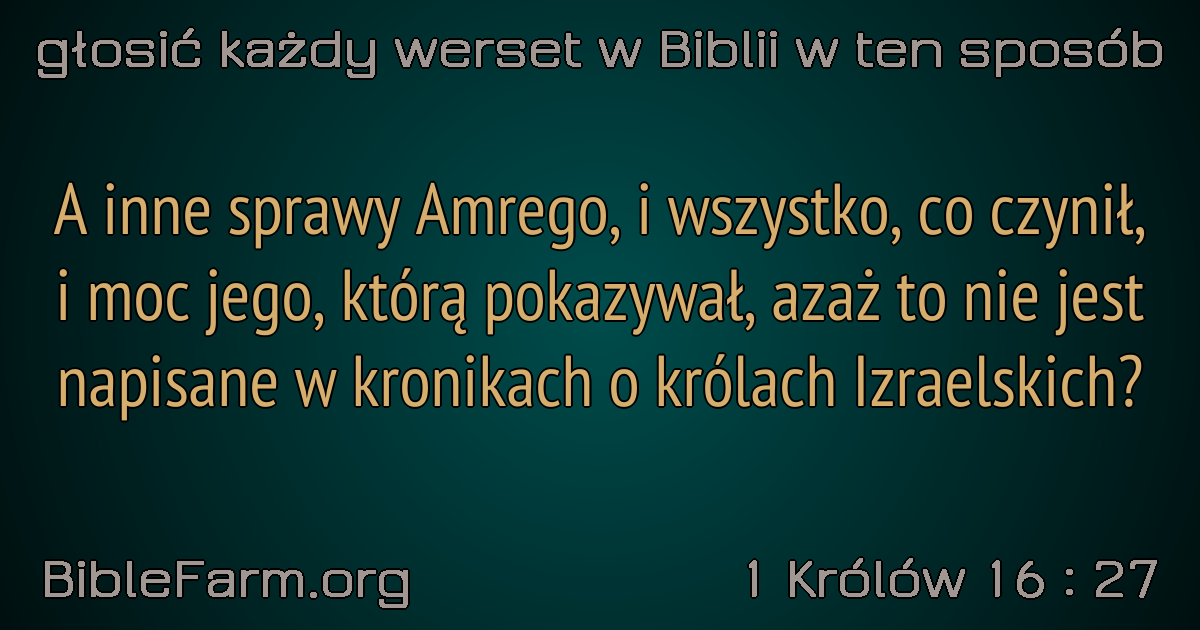 głosić każdy werset w Biblii w ten sposób
A inne sprawy Amrego, i wszystko, co czynił,
i moc jego, którą pokazywał, azaż to nie jest
napisane w kronikach o królach Izraelskich?
BibleFarm.org
1 Królów 16 : 27